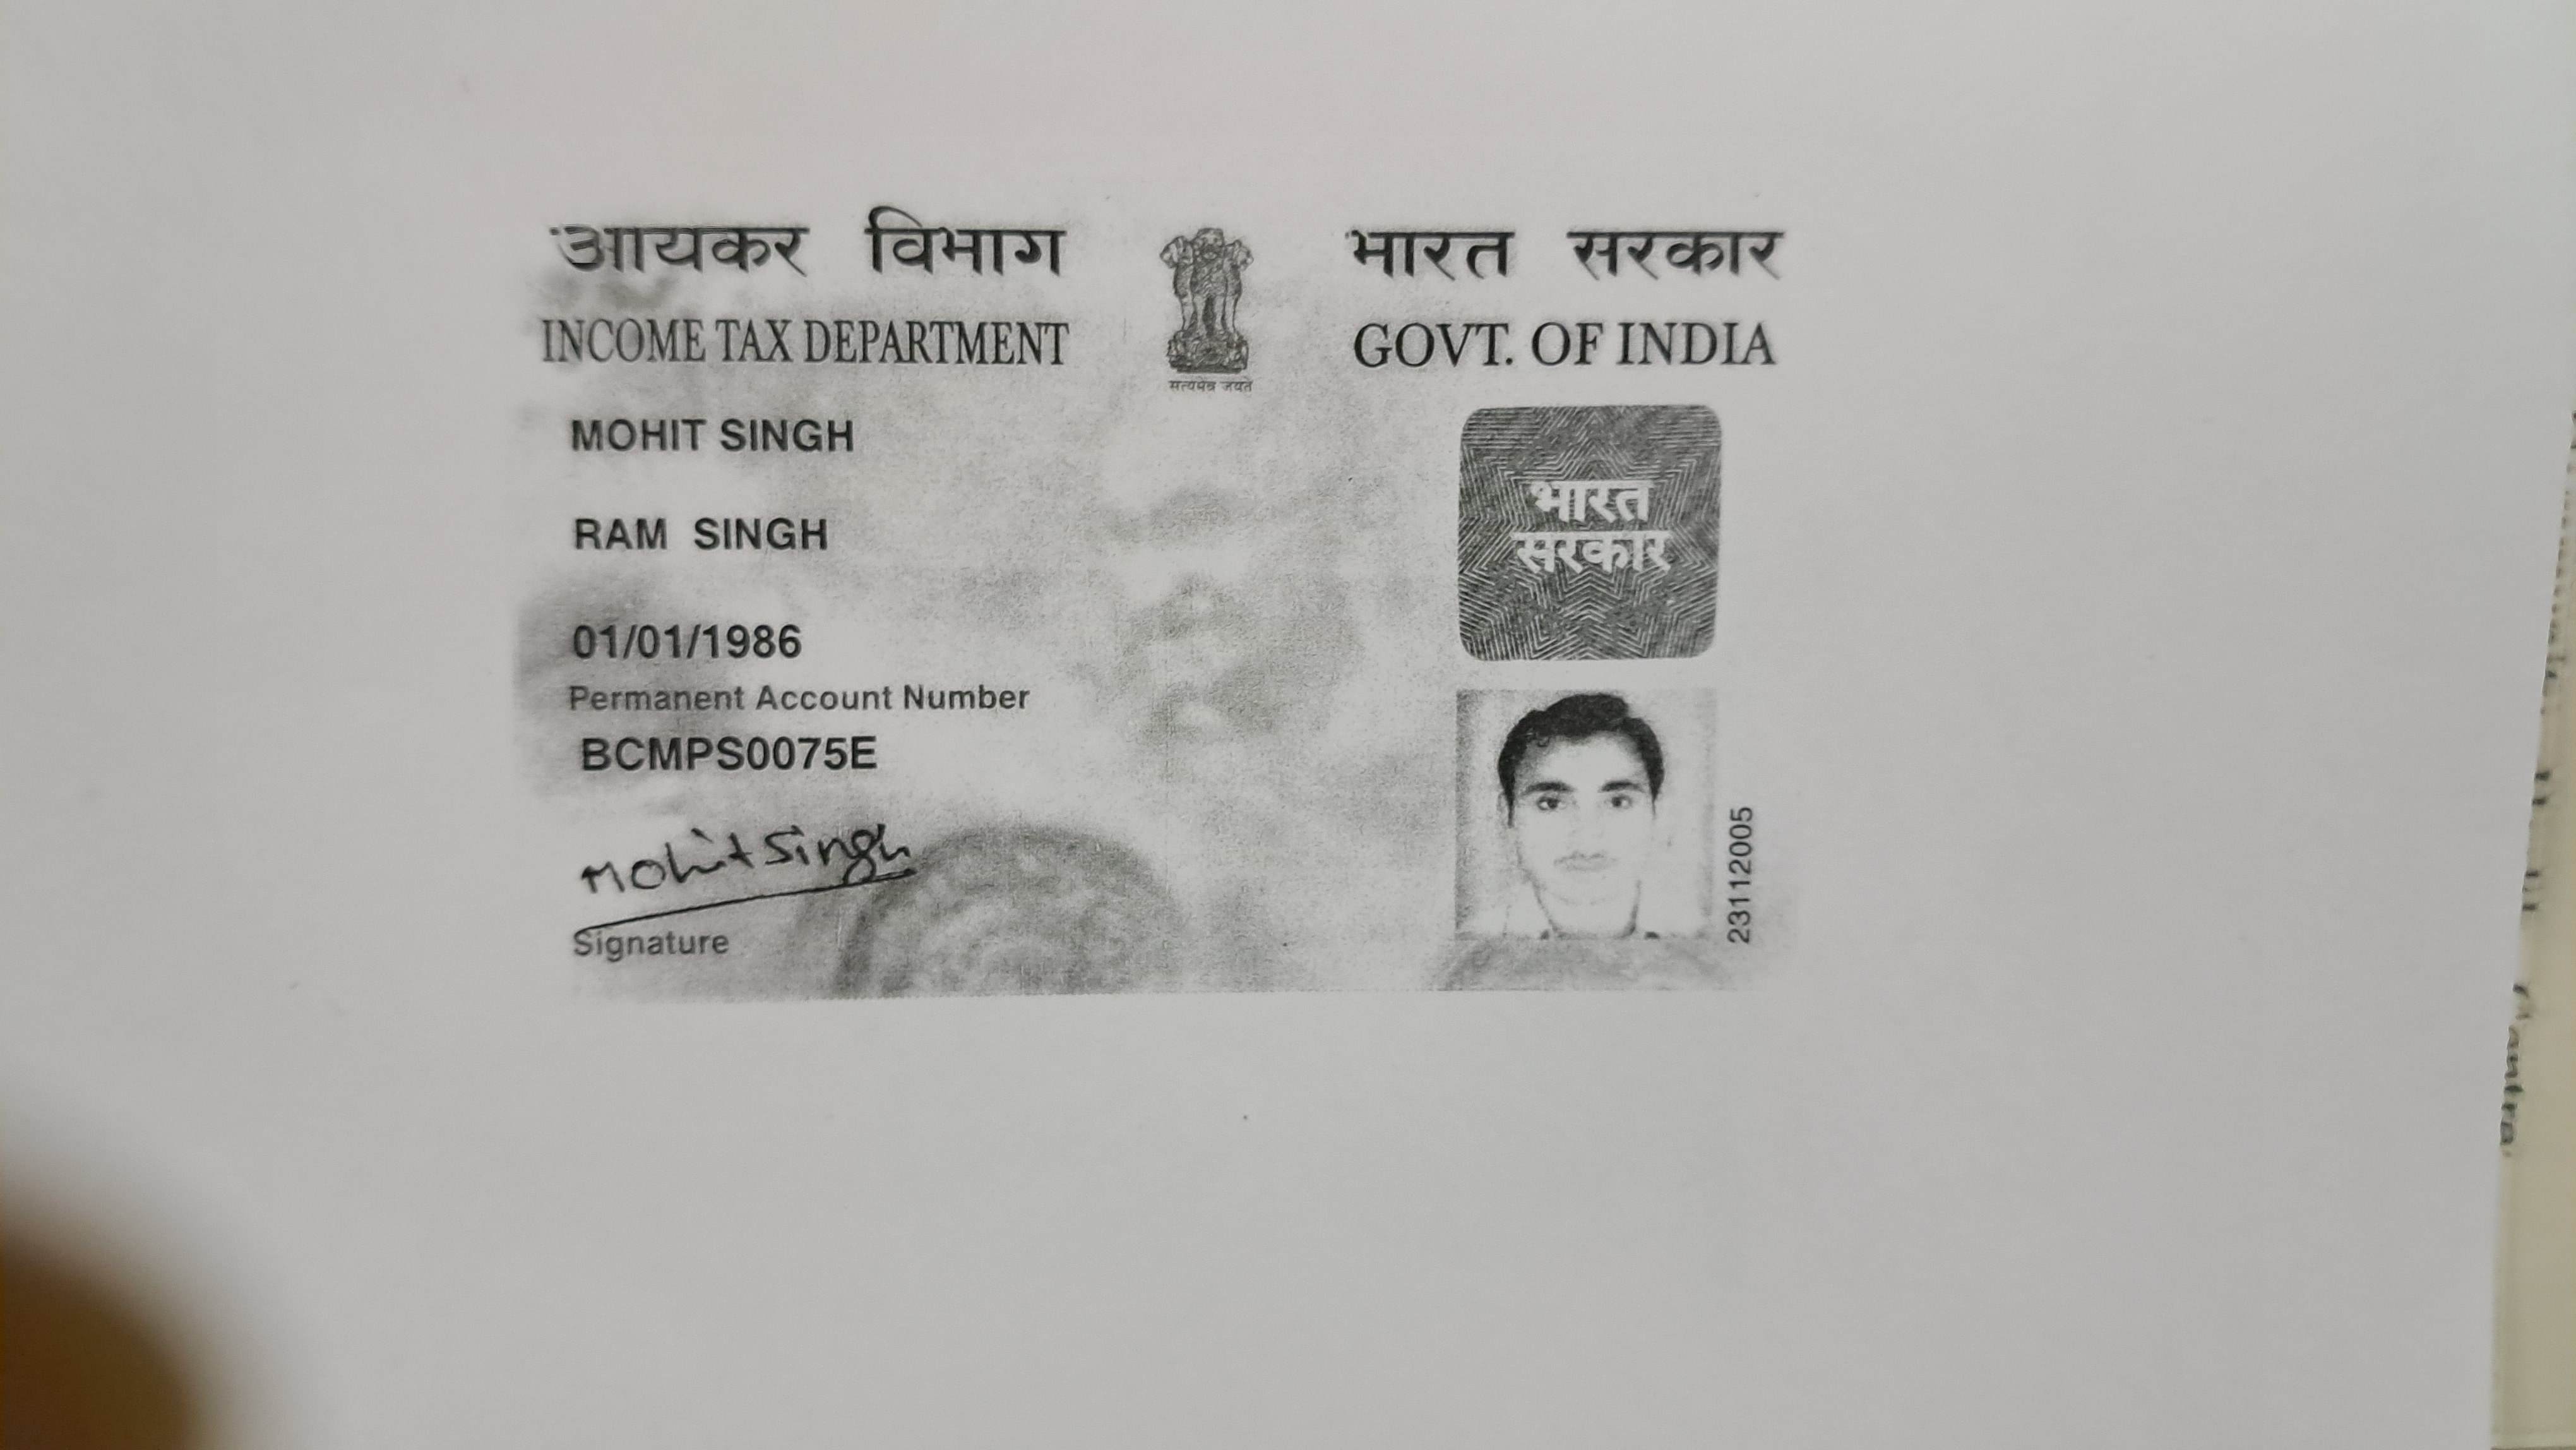 आयकर विभाग
INCOME TAX DEPARTMENT
भारत सरकार
GOVT. OF INDIA
सत्यमेव जयते
MOHIT SINGH
RAM SINGH
01/01/1986
Permanent Account Number
BCMPS0075E
mohit singh
Signature
भारत
सरकार
23112005